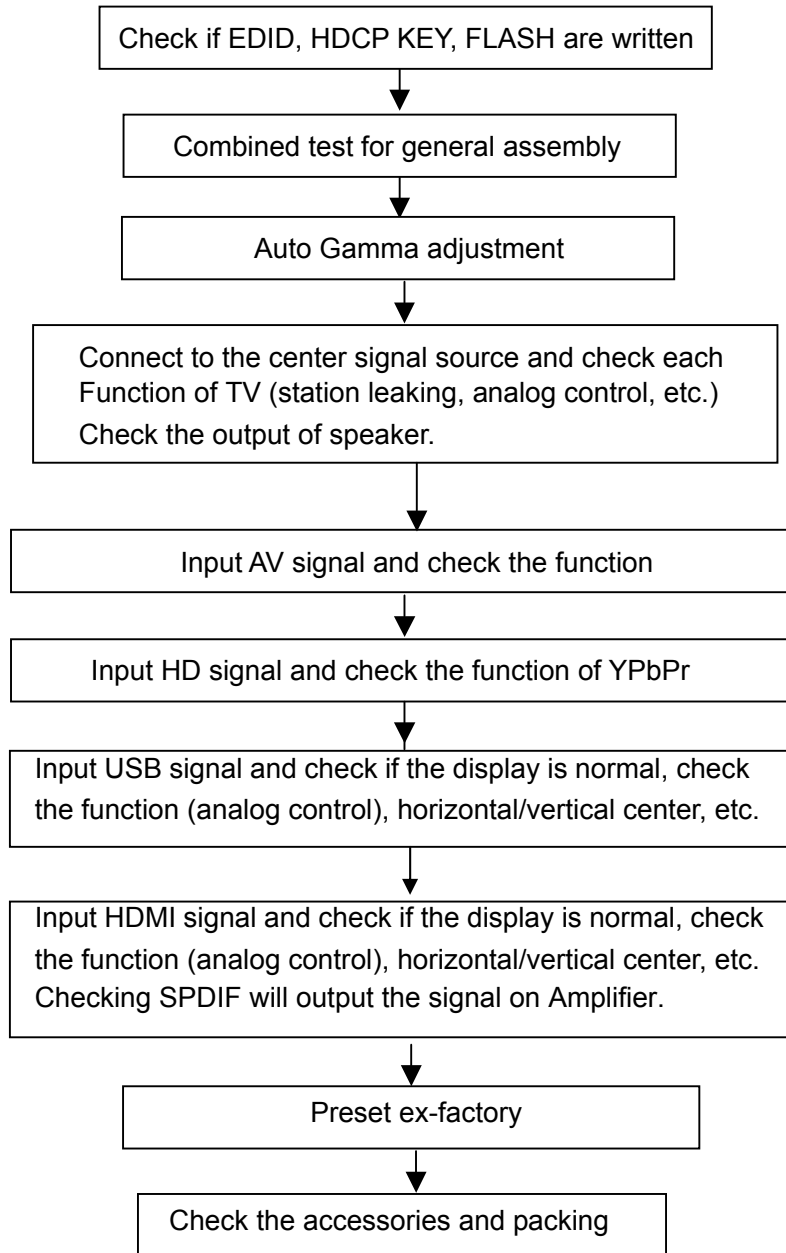 Check if EDID, HDCP KEY, FLASH are written
Combined test for general assembly
Auto Gamma adjustment
Connect to the center signal source and check each
Function of TV (station leaking, analog control, etc.)
Check the output of speaker.
Input AV signal and check the function
Input HD signal and check the function of YPbPr
Input USB signal and check if the display is normal, check
the function (analog control), horizontal/vertical center, etc.
Input HDMI signal and check if the display is normal, check
the function (analog control), horizontal/vertical center, etc.
Checking SPDIF will output the signal on Amplifier.
Preset ex-factory
Check the accessories and packing